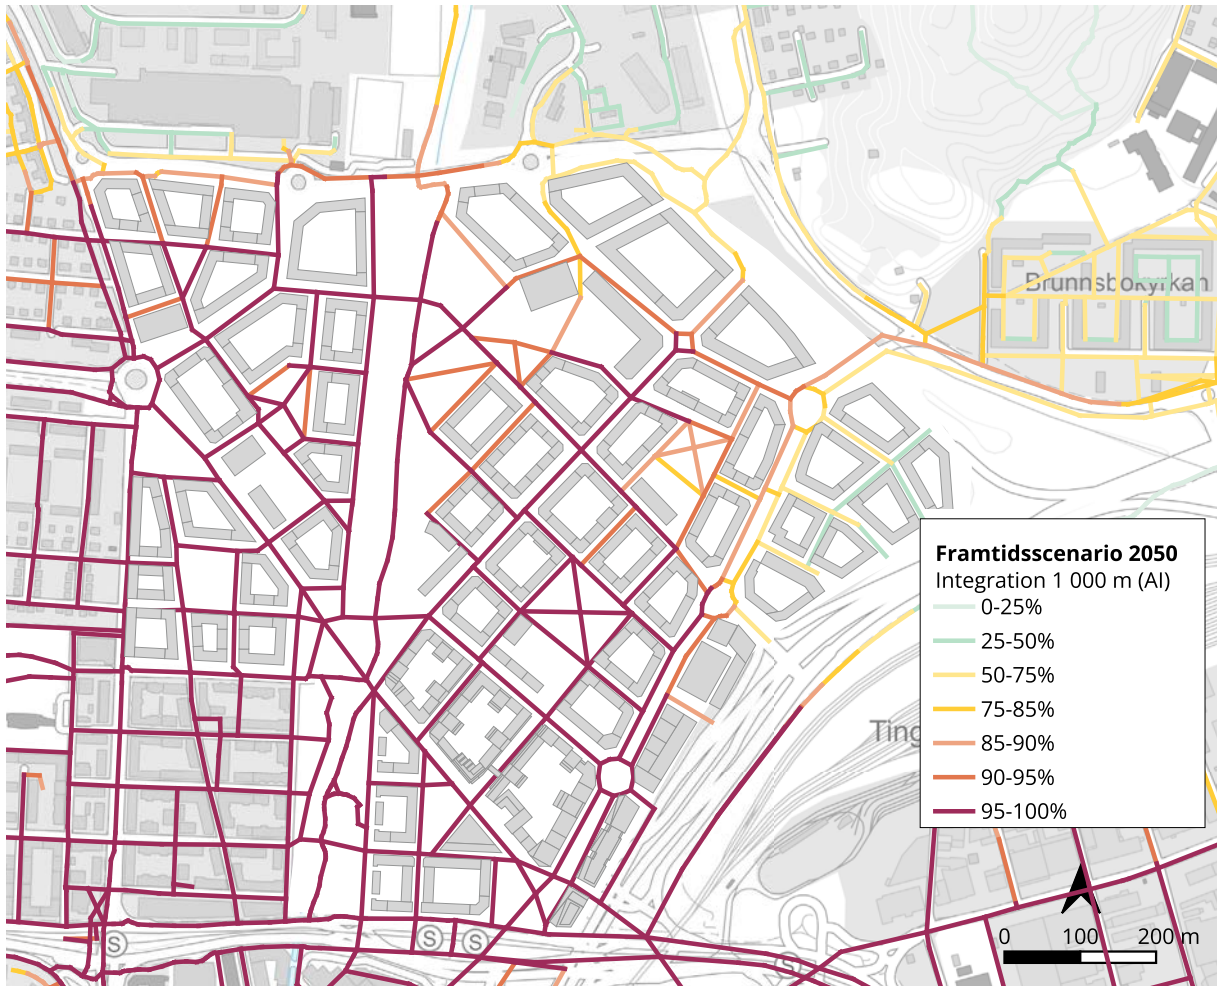 Brunnsbokyrkan
Framtidsscenario 2050
Integration 1 000 m (AI)
0-25%
25-50%
50-75%
75-85%
85-90%
90-95%
95-100%
Ting
0 100 200 m
S
S
S
S